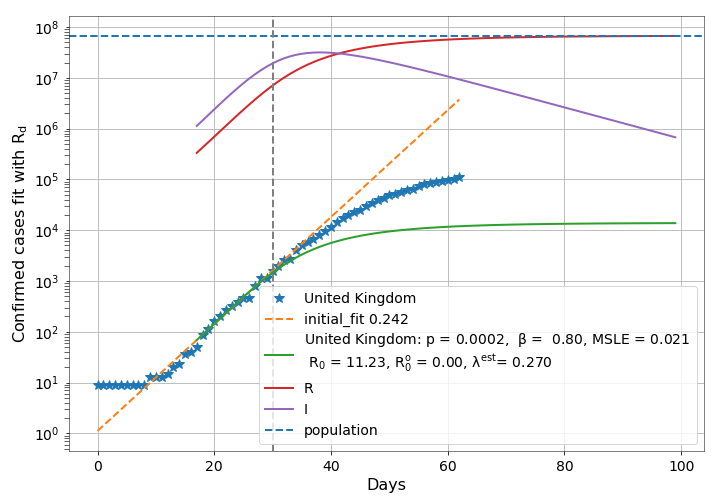 Confirmed cases fit with R_d
10⁸
10⁷
10⁶
10⁵
10⁴
10³
10²
10¹
10⁰
United Kingdom
initial_fit 0.242
United Kingdom: p = 0.0002, β = 0.80, MSLE = 0.021
R₀ = 11.23, R₀ᵒ = 0.00, λᵉˢᵗ= 0.270
R
I
population
0 20 40 60 80 100
Days